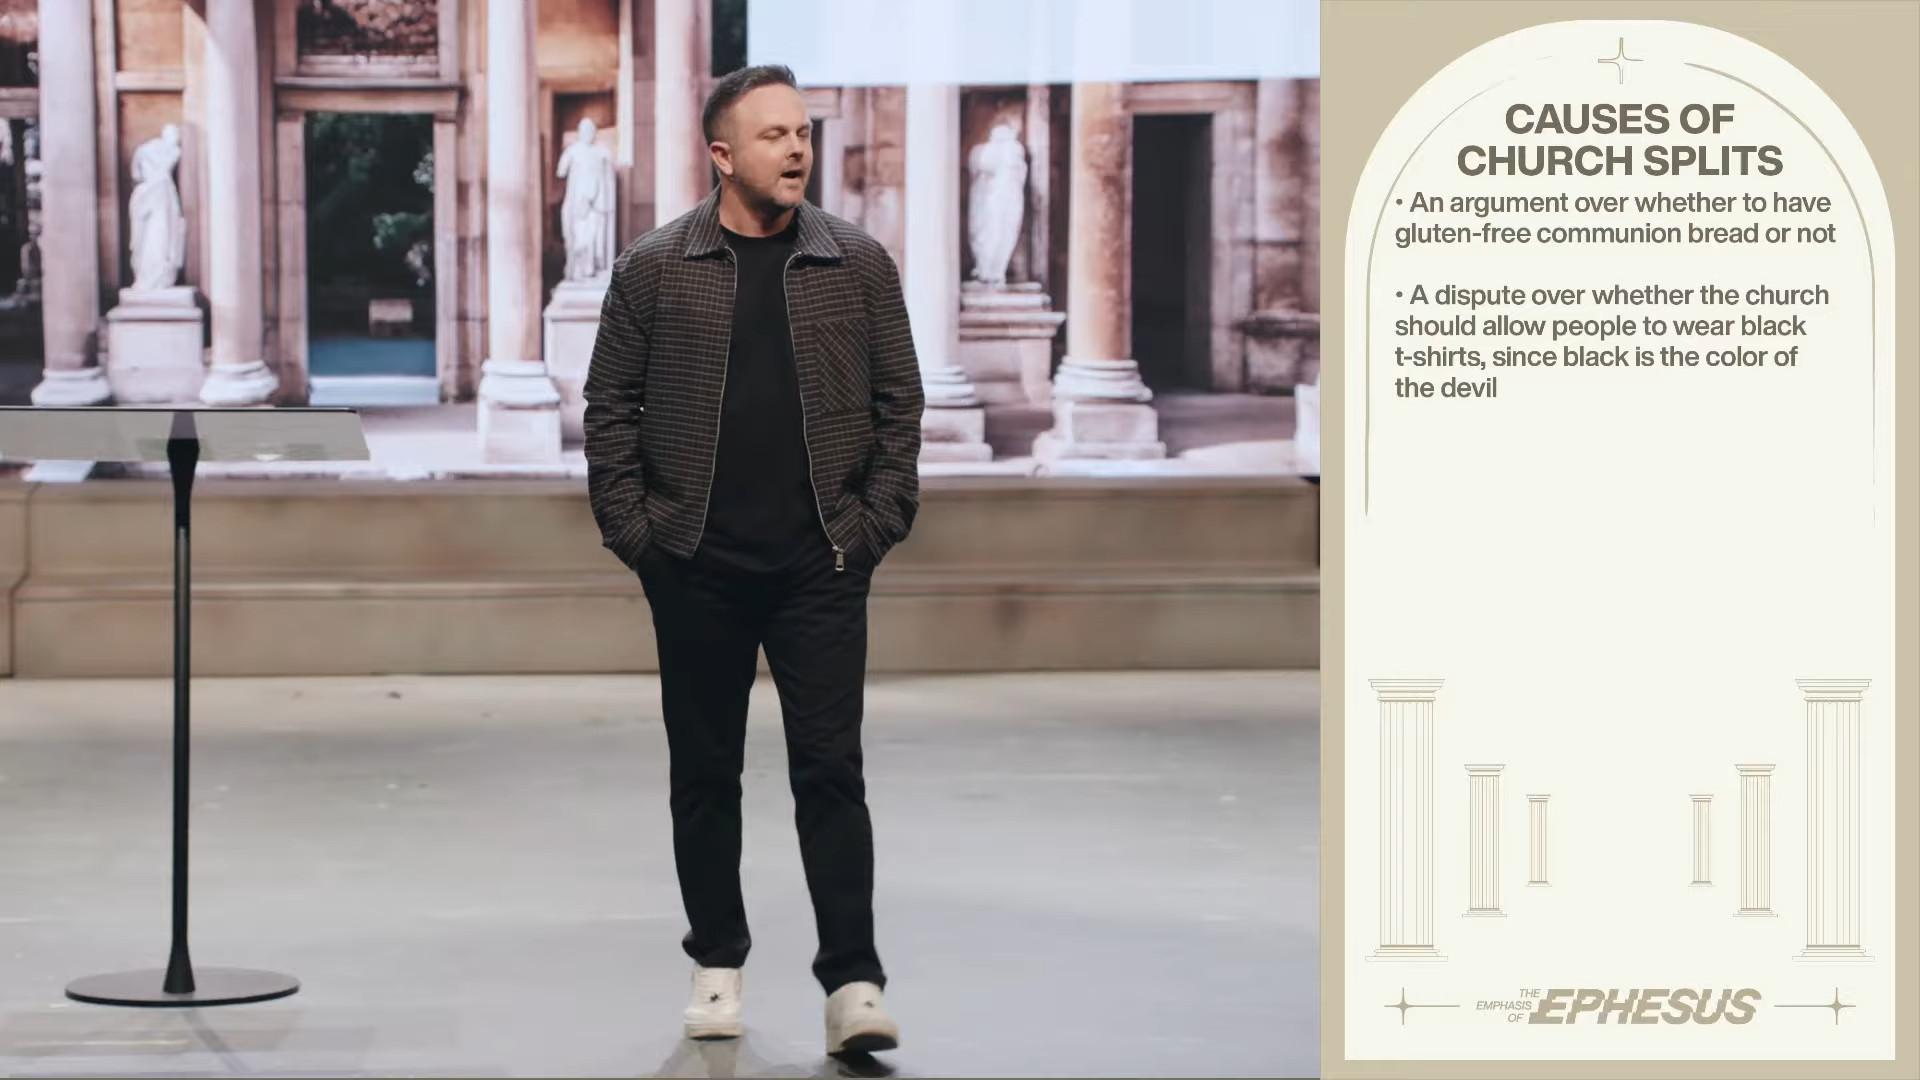 CAUSES OF
CHURCH SPLITS
• An argument over whether to have
gluten-free communion bread or not
• A dispute over whether the church
should allow people to wear black
t-shirts, since black is the color of
the devil
THE
EMPHASIS
OF
EPHESUS